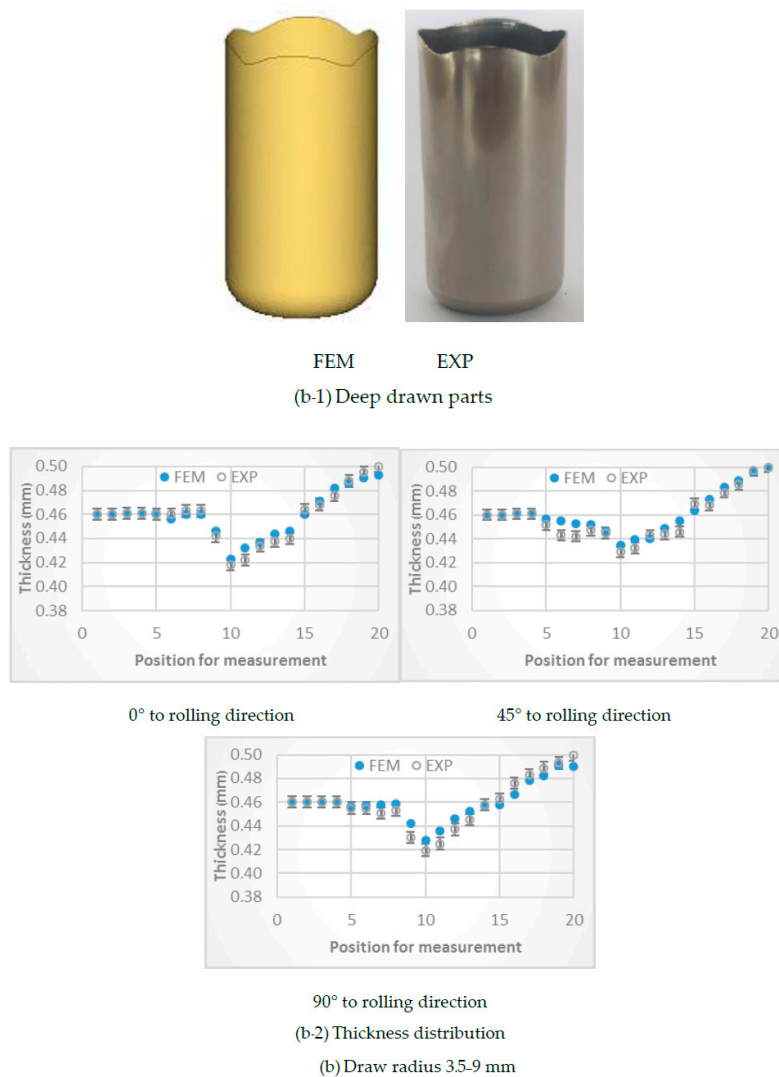 FEM EXP
(b-1) Deep drawn parts
FEM EXP
Thickness (mm)
0.50
0.48
0.46
0.44
0.42
0.40
0.38
0 5 10 15 20
Position for measurement
0° to rolling direction
FEM EXP
Thickness (mm)
0.50
0.48
0.46
0.44
0.42
0.40
0.38
0 5 10 15 20
Position for measurement
45° to rolling direction
FEM EXP
Thickness (mm)
0.50
0.48
0.46
0.44
0.42
0.40
0.38
0 5 10 15 20
Position for measurement
90° to rolling direction
(b-2) Thickness distribution
(b) Draw radius 3.5-9 mm